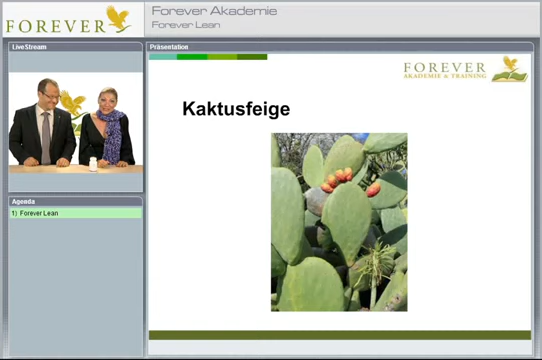 FOREVER
Forever Akademie
Forever Lean
LiveStream
Präsentation
FOREVER
AKADEMIE & TRAINING
Kaktusfeige
Agenda
1) Forever Lean